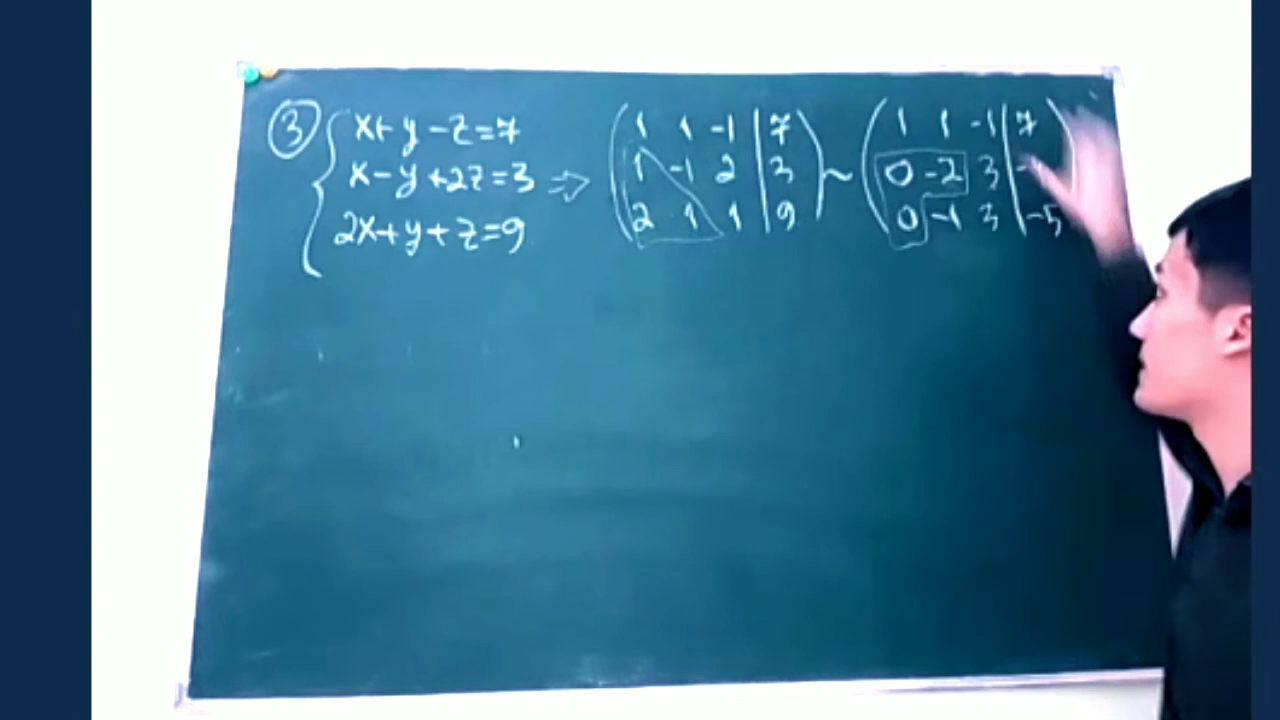 ③ { x+y-z=7 ⇒ ( 1 1 -1 | 7 ) ~ ( 1 1 -1 | 7 )
x-y+2z=3 ( 1 -1 2 | 3 ) ( 0 -2 3 | - )
2x+y+z=9 ( 2 1 1 | 9 ) ( 0 -1 3 | -5 )